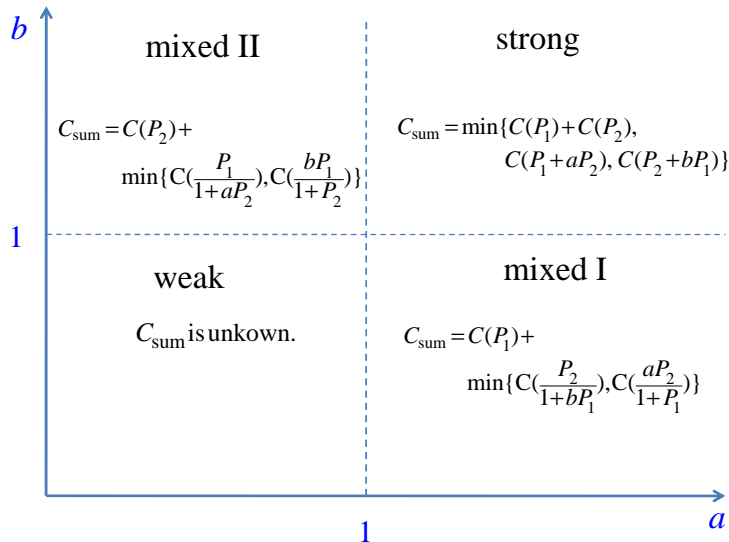 b
mixed II
strong
C_sum = C(P_2)+
min{C(P_1/(1+aP_2)),C(bP_1/(1+P_2))}
C_sum = min{C(P_1)+C(P_2),
C(P_1+aP_2), C(P_2+bP_1)}
1
weak
mixed I
C_sum is unkown.
C_sum = C(P_1)+
min{C(P_2/(1+bP_1)),C(aP_2/(1+P_1))}
1
a